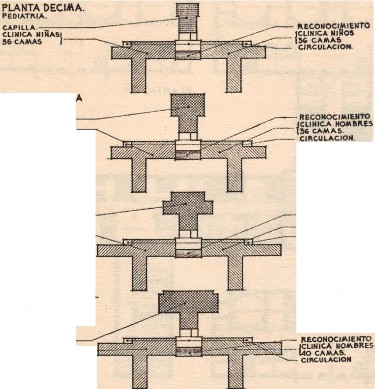 PLANTA DECIMA.
PEDIATRIA.
CAPILLA.
CLINICA NIÑAS
36 CAMAS
RECONOCIMIENTO
CLINICA NIÑOS
36 CAMAS.
CIRCULACION.
A
RECONOCIMIENTO
CLINICA HOMBRES
36 CAMAS.
CIRCULACION.
RECONOCIMIENTO
CLINICA HOMBRES
40 CAMAS.
CIRCULACION